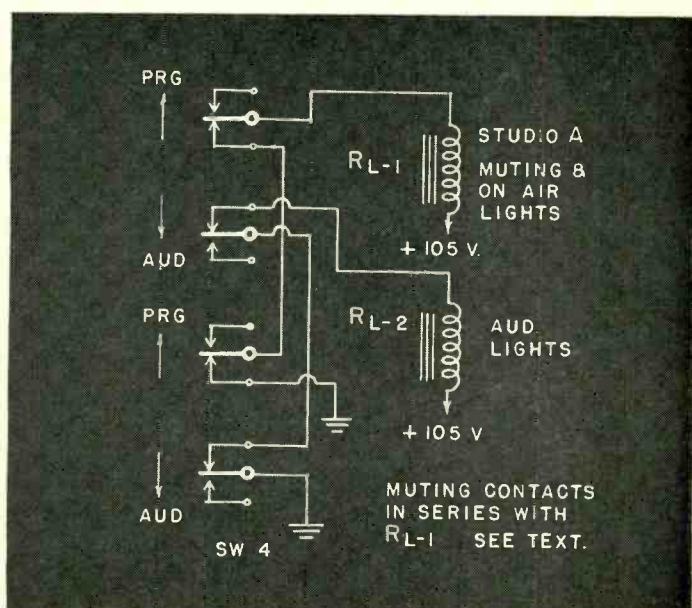 PRG
AUD
PRG
AUD
SW 4
RL-1
STUDIO A
MUTING &
ON AIR
LIGHTS
+ 105 V.
RL-2
AUD.
LIGHTS
+ 105 V
MUTING CONTACTS
IN SERIES WITH
RL-1 SEE TEXT.